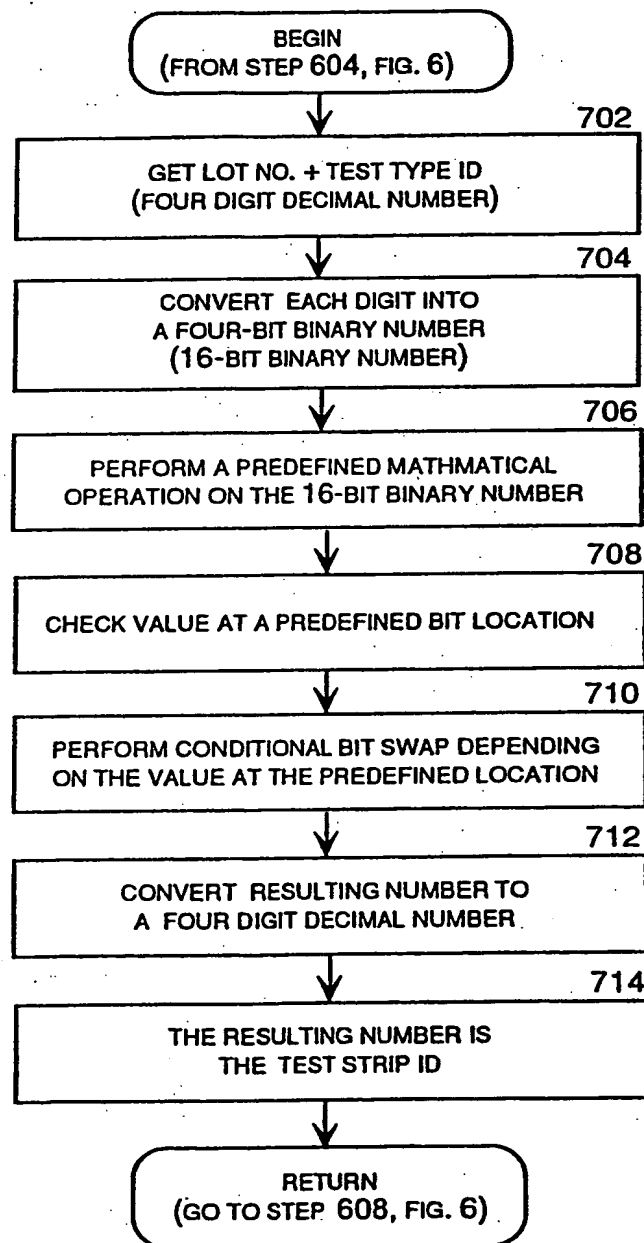 BEGIN
(FROM STEP 604, FIG. 6)
702
GET LOT NO. + TEST TYPE ID
(FOUR DIGIT DECIMAL NUMBER)
704
CONVERT EACH DIGIT INTO
A FOUR-BIT BINARY NUMBER
(16-BIT BINARY NUMBER)
706
PERFORM A PREDEFINED MATHMATICAL
OPERATION ON THE 16-BIT BINARY NUMBER
708
CHECK VALUE AT A PREDEFINED BIT LOCATION
710
PERFORM CONDITIONAL BIT SWAP DEPENDING
ON THE VALUE AT THE PREDEFINED LOCATION
712
CONVERT RESULTING NUMBER TO
A FOUR DIGIT DECIMAL NUMBER
714
THE RESULTING NUMBER IS
THE TEST STRIP ID
RETURN
(GO TO STEP 608, FIG. 6)